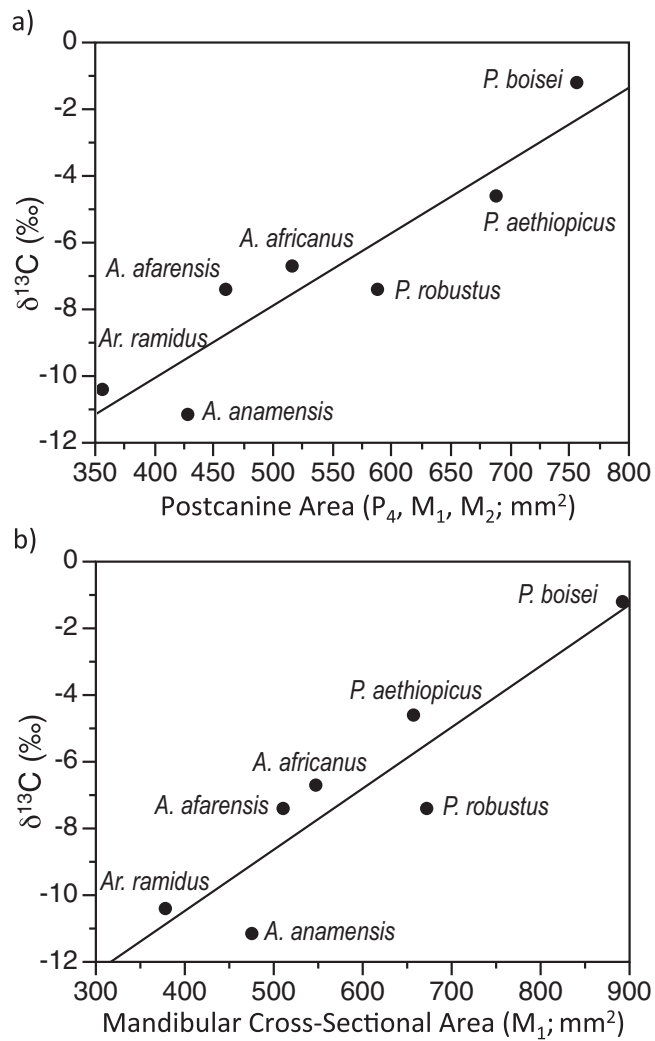 a)
0
-2
-4
-6
-8
-10
-12
δ13C (‰)
P. boisei
P. aethiopicus
A. africanus
A. afarensis
P. robustus
Ar. ramidus
A. anamensis
350 400 450 500 550 600 650 700 750 800
Postcanine Area (P4, M1, M2; mm2)
b)
0
-2
-4
-6
-8
-10
-12
δ13C (‰)
P. boisei
P. aethiopicus
A. africanus
A. afarensis
P. robustus
Ar. ramidus
A. anamensis
300 400 500 600 700 800 900
Mandibular Cross-Sectional Area (M1; mm2)